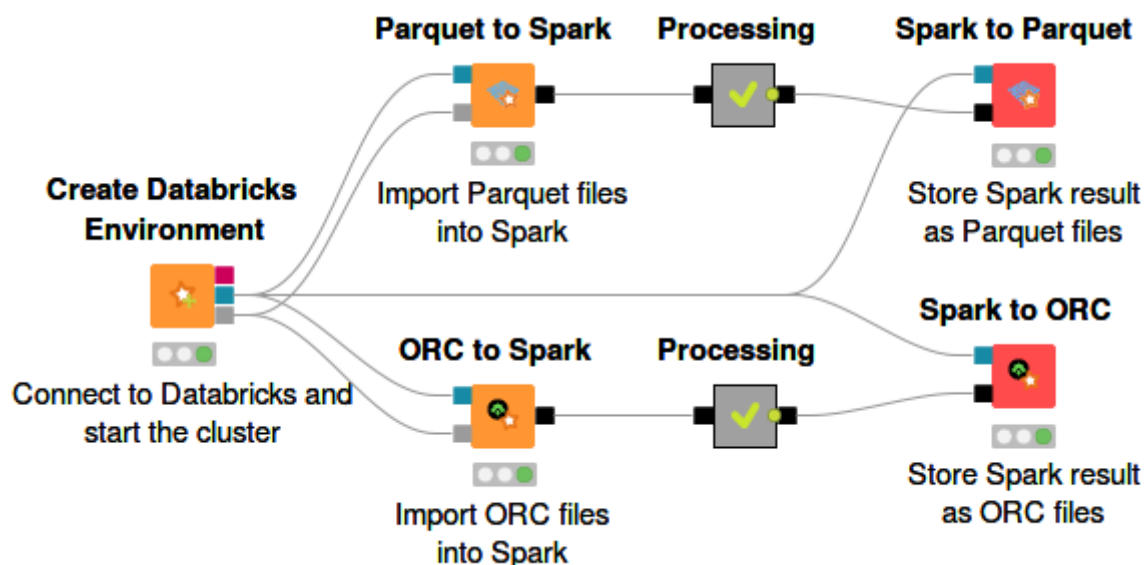 Parquet to Spark
Processing
Spark to Parquet
Import Parquet files
into Spark
Store Spark result
as Parquet files
Create Databricks
Environment
Connect to Databricks and
start the cluster
ORC to Spark
Processing
Spark to ORC
Import ORC files
into Spark
Store Spark result
as ORC files